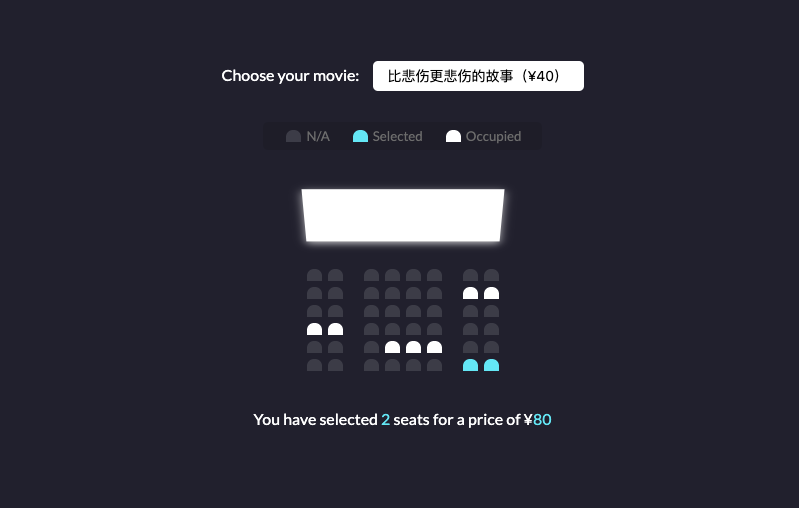 Choose your movie: 比悲伤更悲伤的故事（¥40）
N/A Selected Occupied
You have selected 2 seats for a price of ¥80